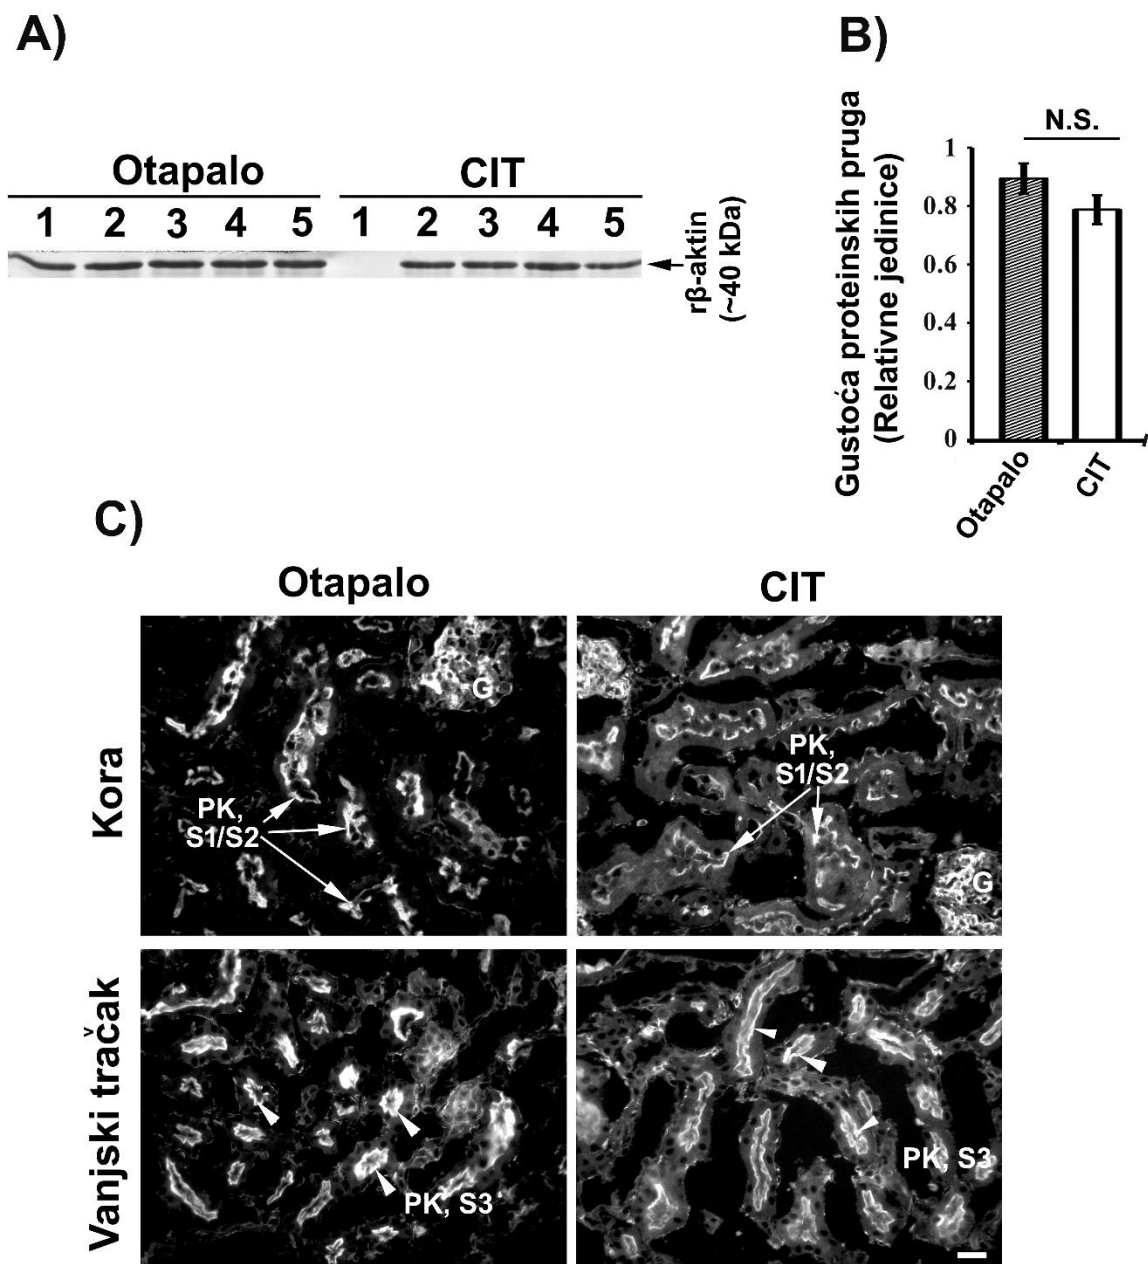 A)
Otapalo CIT
1 2 3 4 5 1 2 3 4 5
rβ-aktin
(~40 kDa)
B)
N.S.
Gustoća proteinskih pruga
(Relativne jedinice)
1
0.8
0.6
0.4
0.2
0
Otapalo
CIT
C)
Otapalo CIT
Kora
G
PK,
S1/S2
PK,
S1/S2
G
Vanjski tračak
PK, S3
PK, S3